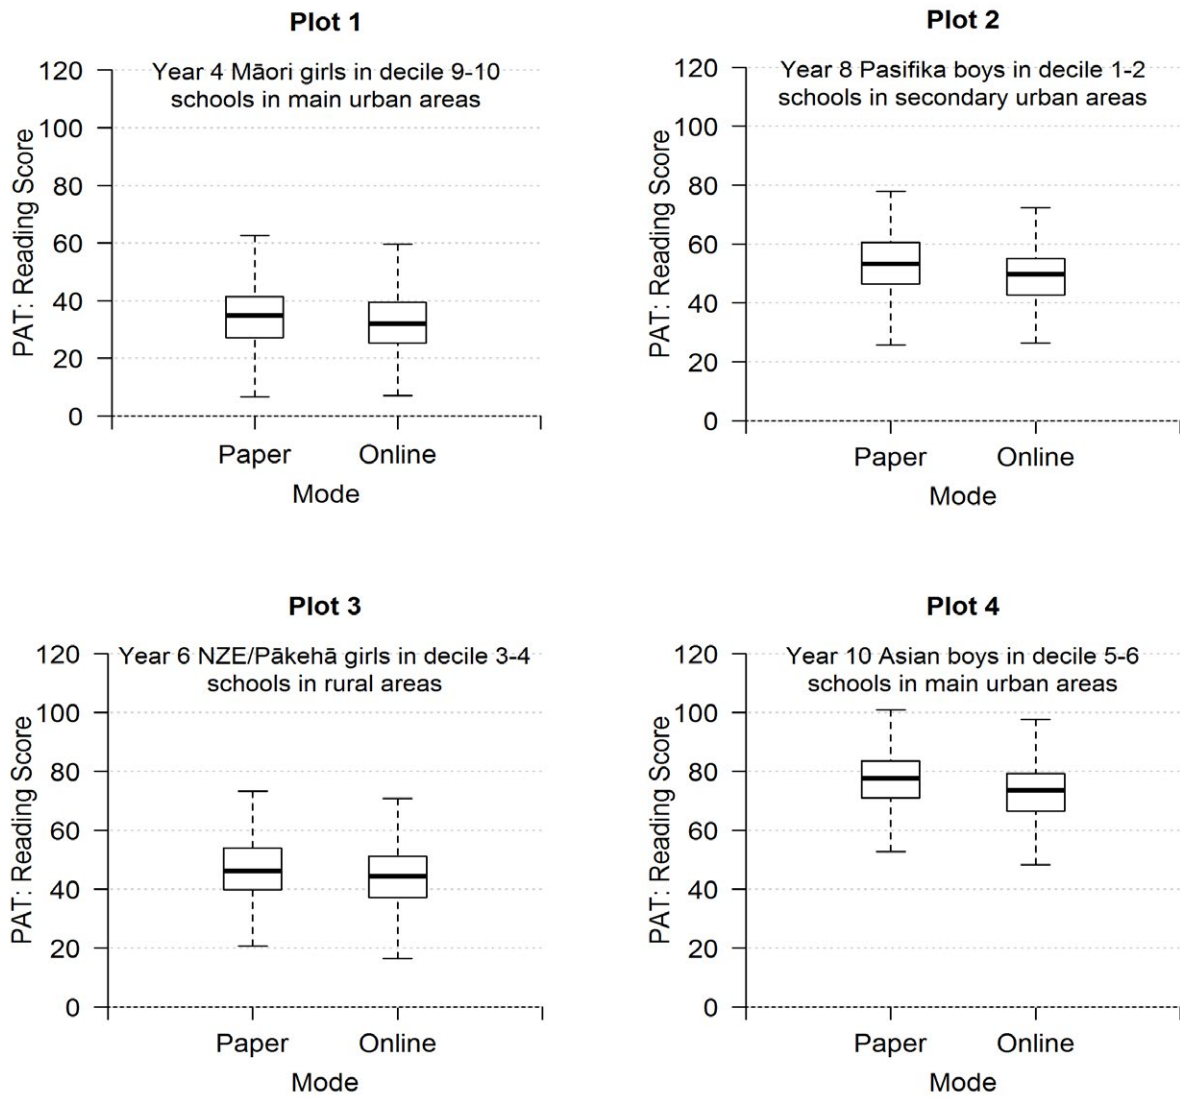 Plot 1
Year 4 Māori girls in decile 9-10
schools in main urban areas
PAT: Reading Score
120
100
80
60
40
20
0
Paper Online
Mode
Plot 2
Year 8 Pasifika boys in decile 1-2
schools in secondary urban areas
PAT: Reading Score
120
100
80
60
40
20
0
Paper Online
Mode
Plot 3
Year 6 NZE/Pākehā girls in decile 3-4
schools in rural areas
PAT: Reading Score
120
100
80
60
40
20
0
Paper Online
Mode
Plot 4
Year 10 Asian boys in decile 5-6
schools in main urban areas
PAT: Reading Score
120
100
80
60
40
20
0
Paper Online
Mode